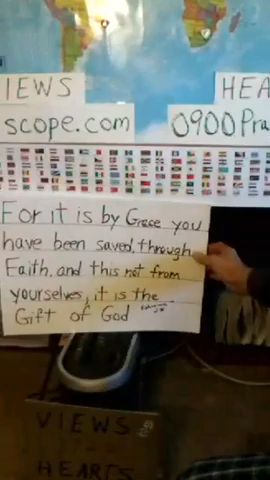 IEWS
HEA
scope.com
0900Pra
For it is by Grace you
have been saved, through
Faith, and this not from
yourselves, it is the
Gift of God
VIEWS
HEARTS